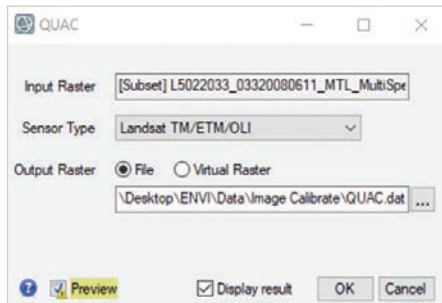 QUAC
Input Raster [Subset] L5022033_03320080611_MTL_MultiSpe
Sensor Type Landsat TM/ETM/OLI
Output Raster File Virtual Raster
\Desktop\ENVI\Data\Image Calibrate\QUAC.dat ...
? Preview Display result OK Cancel